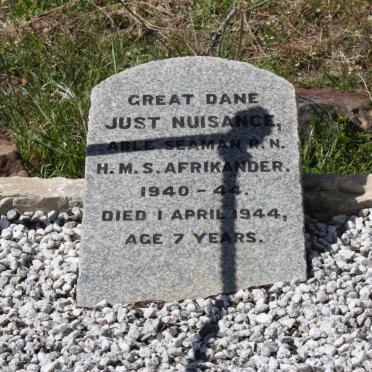 GREAT DANE
JUST NUISANCE,
ABLE SEAMAN R.N.
H.M.S. AFRIKANDER.
1940-44.
DIED 1 APRIL 1944,
AGE 7 YEARS.